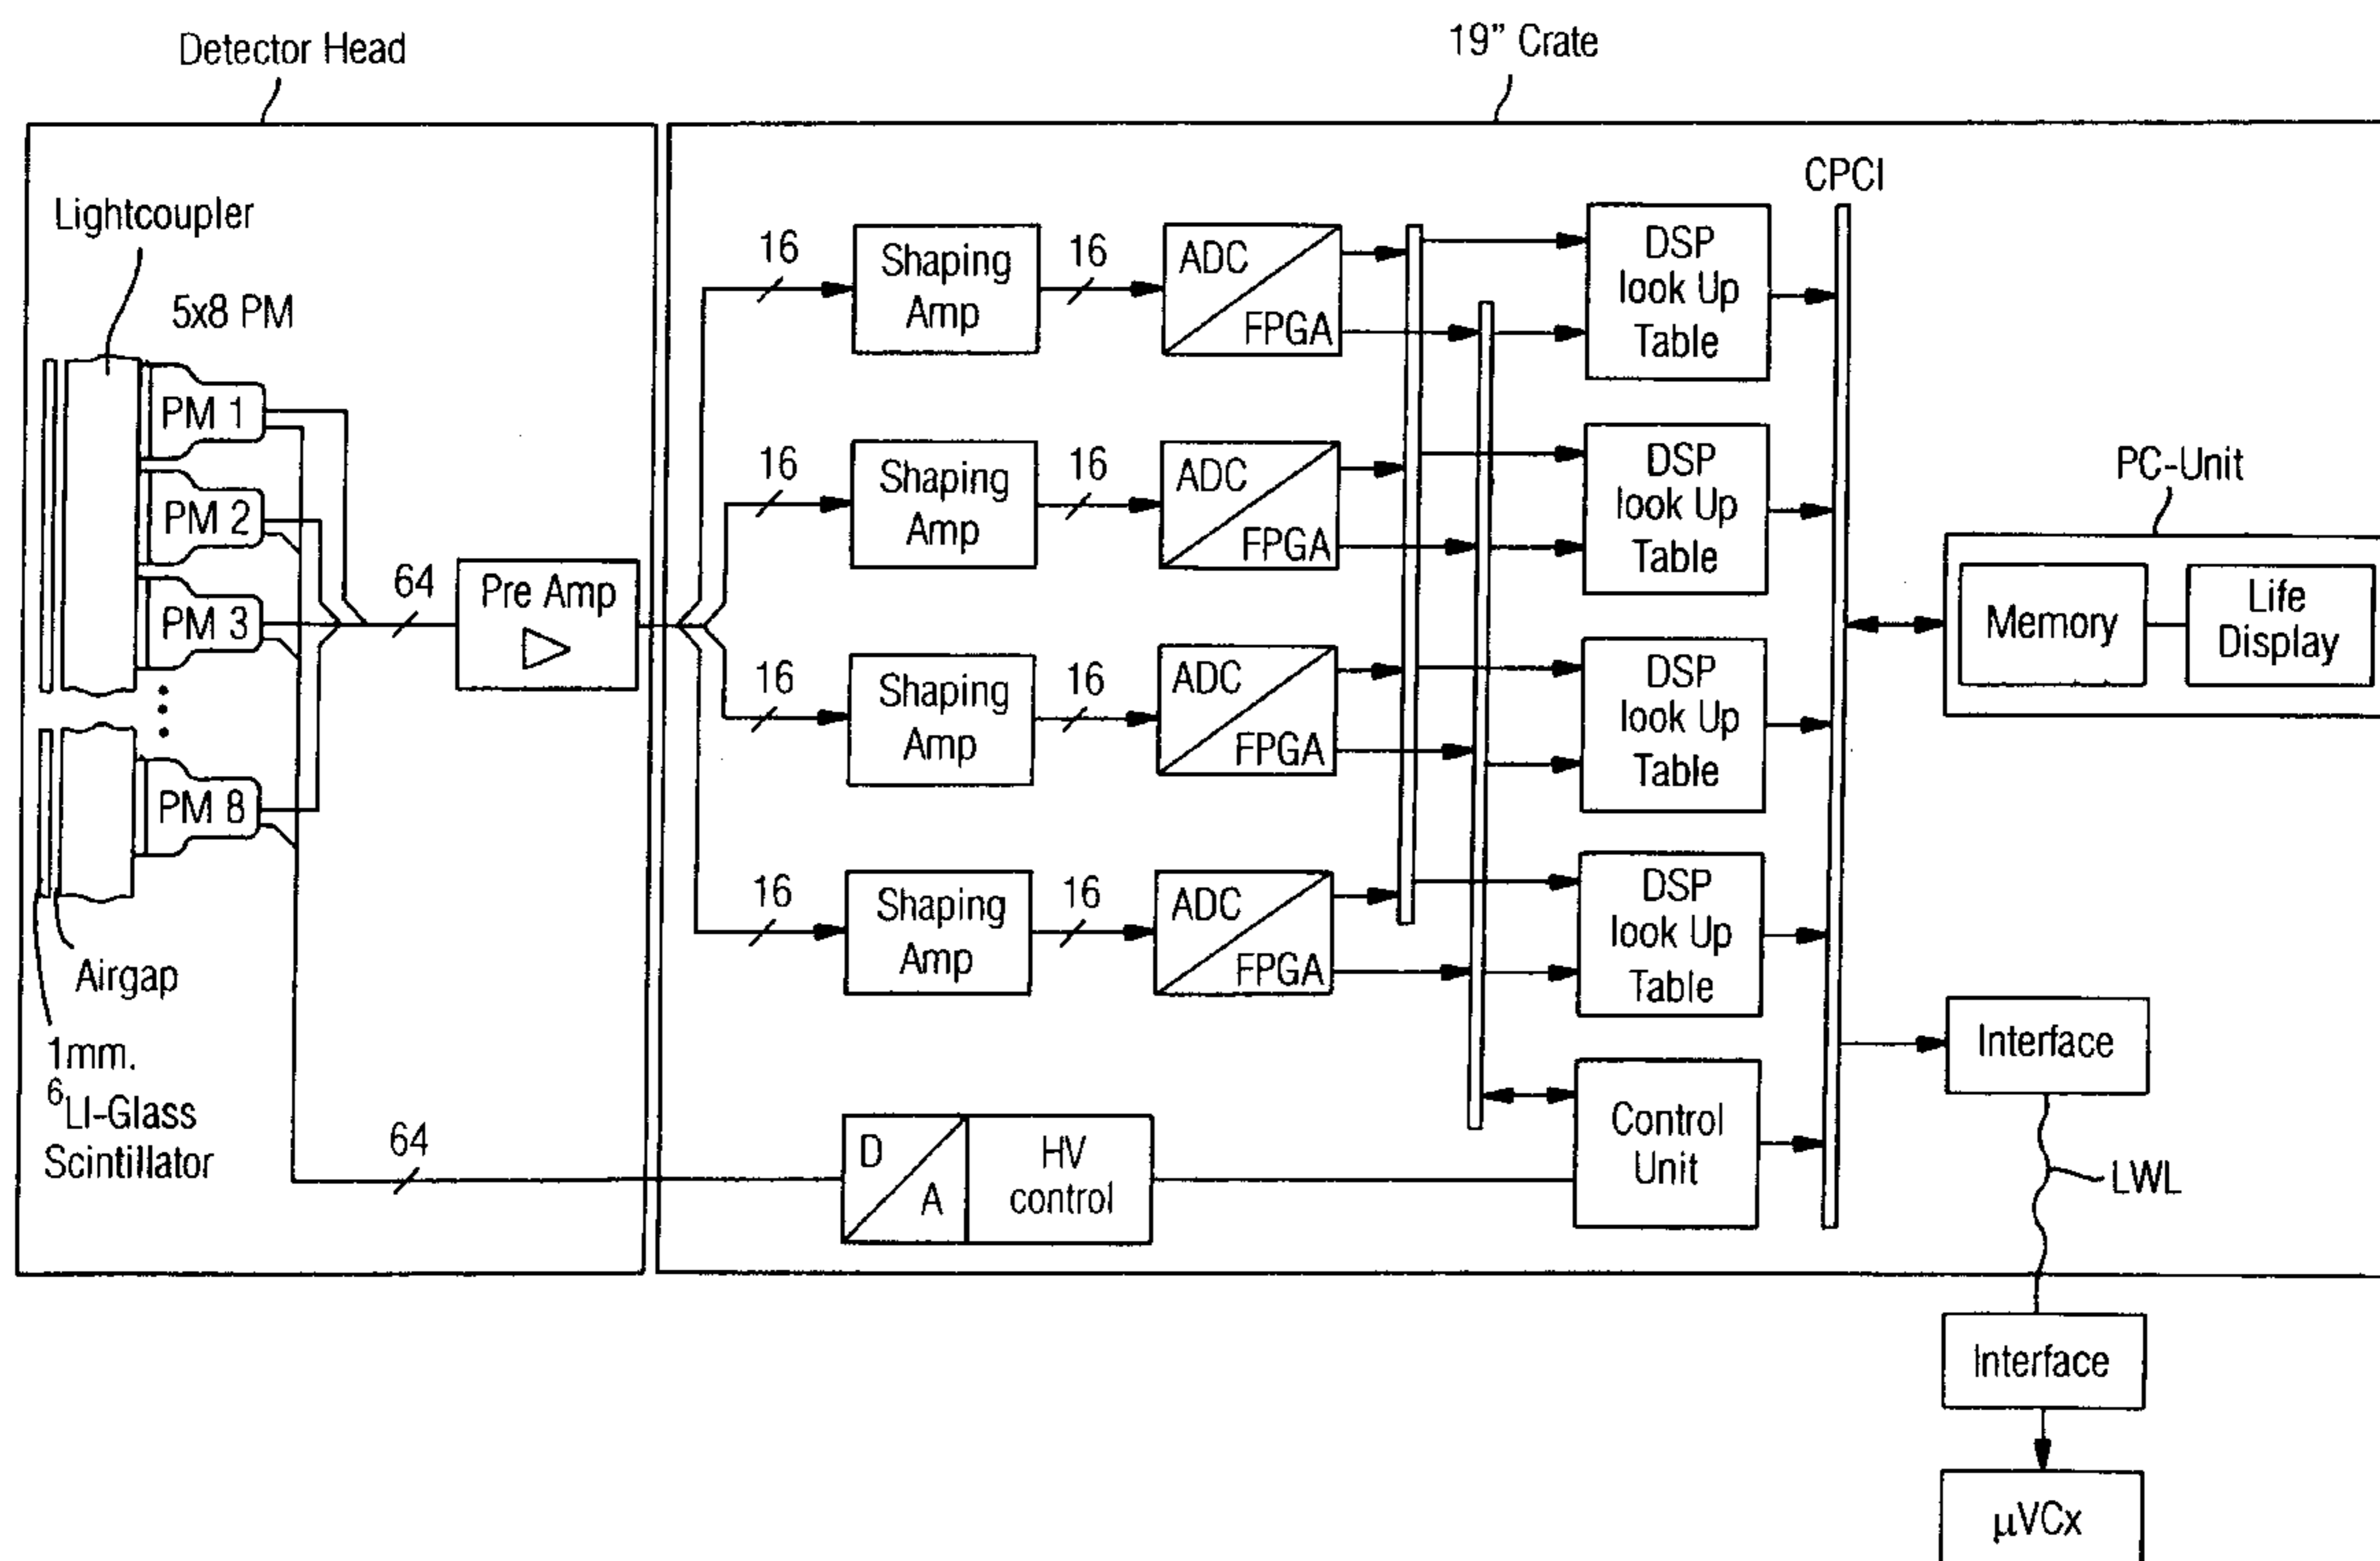 Detector Head
19" Crate
Lightcoupler
5x8 PM
PM 1
PM 2
PM 3
PM 8
Airgap
1mm.
⁶LI-Glass
Scintillator
64
Pre Amp
64
16
Shaping
Amp
16
ADC
FPGA
DSP
look Up
Table
16
Shaping
Amp
16
ADC
FPGA
DSP
look Up
Table
16
Shaping
Amp
16
ADC
FPGA
DSP
look Up
Table
16
Shaping
Amp
16
ADC
FPGA
DSP
look Up
Table
D
A
HV
control
Control
Unit
CPCI
PC-Unit
Memory
Life
Display
Interface
LWL
Interface
µVCx